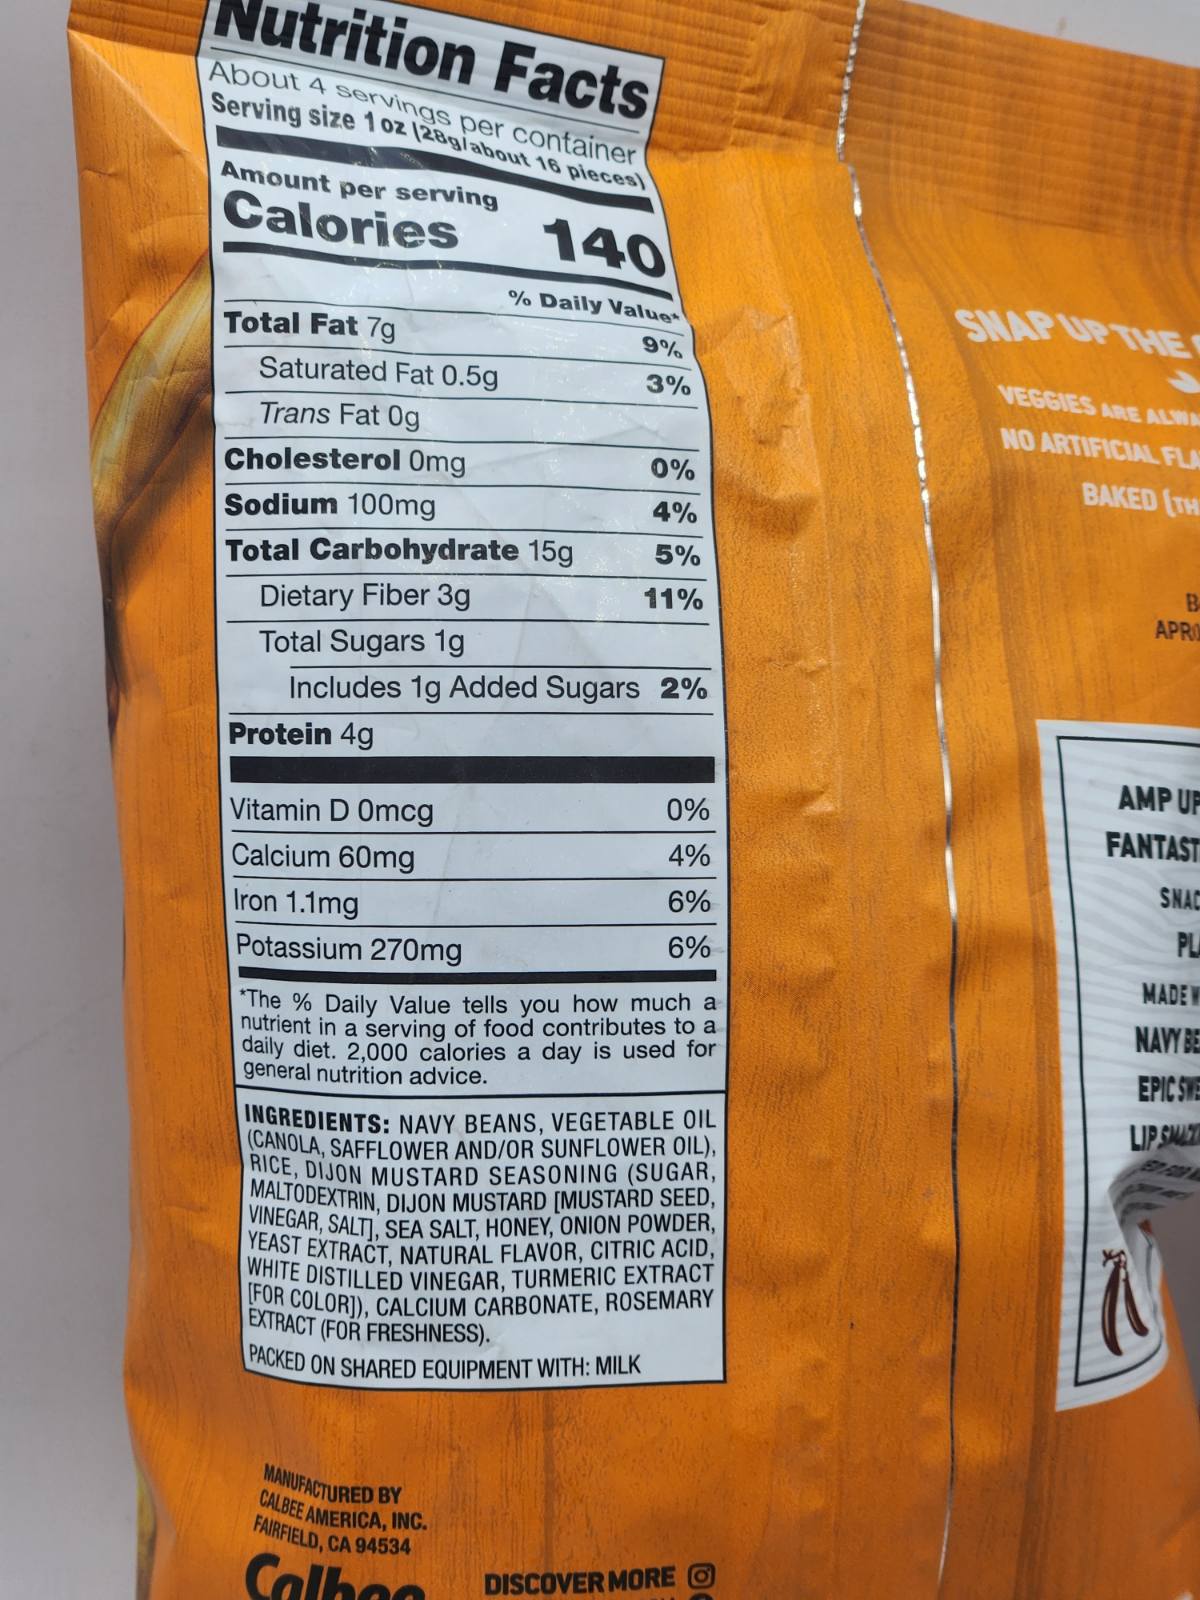 Nutrition Facts
About 4 servings per container
Serving size 1 oz (28g/about 16 pieces)
Amount per serving
Calories 140
% Daily Value*
Total Fat 7g 9%
Saturated Fat 0.5g 3%
Trans Fat 0g
Cholesterol 0mg 0%
Sodium 100mg 4%
Total Carbohydrate 15g 5%
Dietary Fiber 3g 11%
Total Sugars 1g
Includes 1g Added Sugars 2%
Protein 4g
Vitamin D 0mcg 0%
Calcium 60mg 4%
Iron 1.1mg 6%
Potassium 270mg 6%
*The % Daily Value tells you how much a
nutrient in a serving of food contributes to a
daily diet. 2,000 calories a day is used for
general nutrition advice.
INGREDIENTS: NAVY BEANS, VEGETABLE OIL
(CANOLA, SAFFLOWER AND/OR SUNFLOWER OIL),
RICE, DIJON MUSTARD SEASONING (SUGAR,
MALTODEXTRIN, DIJON MUSTARD [MUSTARD SEED,
VINEGAR, SALT], SEA SALT, HONEY, ONION POWDER,
YEAST EXTRACT, NATURAL FLAVOR, CITRIC ACID,
WHITE DISTILLED VINEGAR, TURMERIC EXTRACT
[FOR COLOR]), CALCIUM CARBONATE, ROSEMARY
EXTRACT (FOR FRESHNESS).
PACKED ON SHARED EQUIPMENT WITH: MILK
MANUFACTURED BY
CALBEE AMERICA, INC.
FAIRFIELD, CA 94534
Calbee
DISCOVER MORE
SNAP UP THE
VEGGIES ARE
NO ARTIFICIAL
BAKED
AMP UP
MADE
NAVY
EPIC